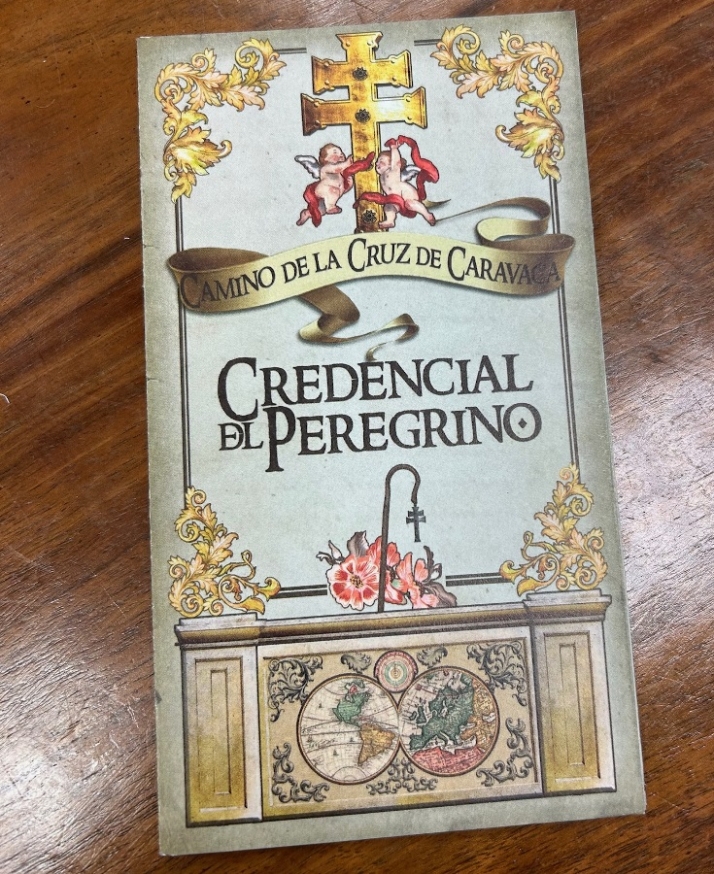 CAMINO DE LA CRUZ DE CARAVACA
CREDENCIAL
DEL PEREGRINO